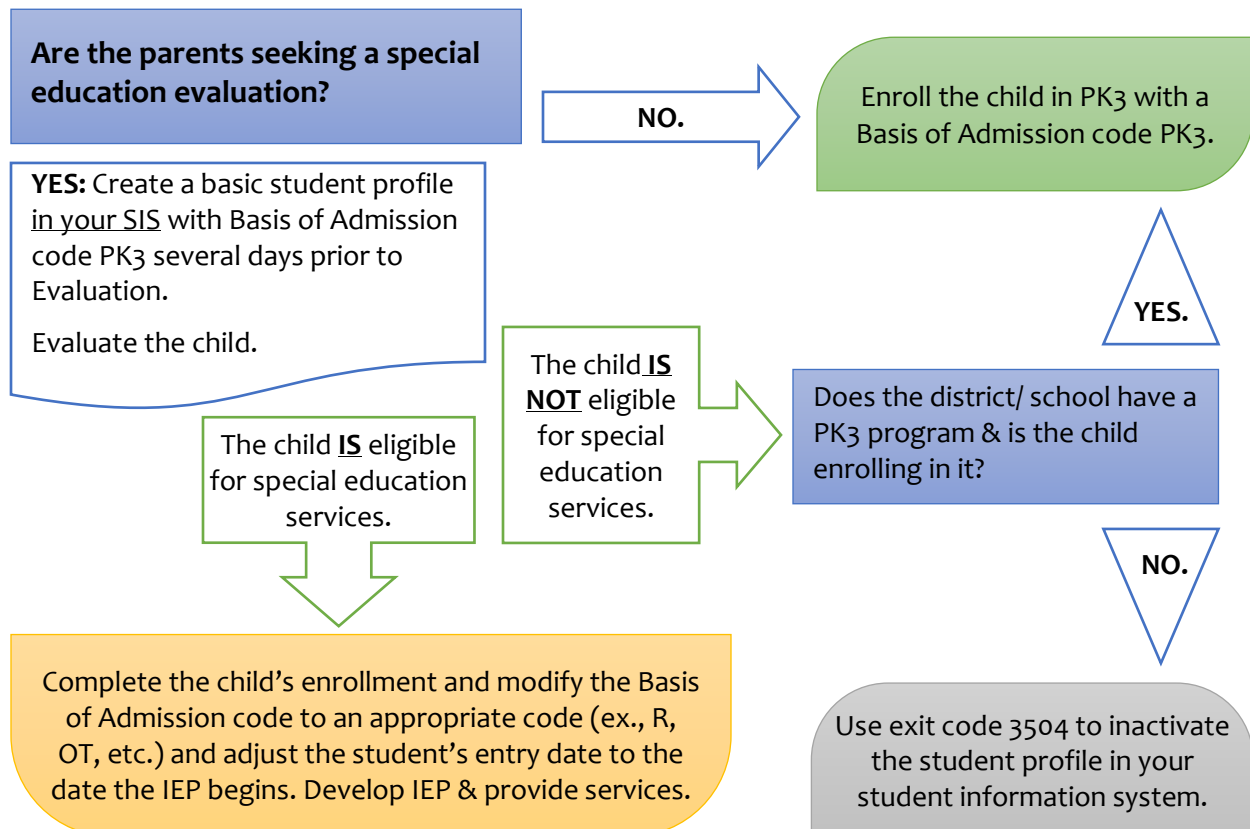 Are the parents seeking a special
education evaluation?
NO.
Enroll the child in PK3 with a
Basis of Admission code PK3.
YES: Create a basic student profile
in your SIS with Basis of Admission
code PK3 several days prior to
Evaluation.
Evaluate the child.
YES.
The child IS
NOT eligible
for special
education
services.
Does the district/ school have a
PK3 program & is the child
enrolling in it?
The child IS eligible
for special education
services.
NO.
Complete the child’s enrollment and modify the Basis
of Admission code to an appropriate code (ex., R,
OT, etc.) and adjust the student’s entry date to the
date the IEP begins. Develop IEP & provide services.
Use exit code 3504 to inactivate
the student profile in your
student information system.